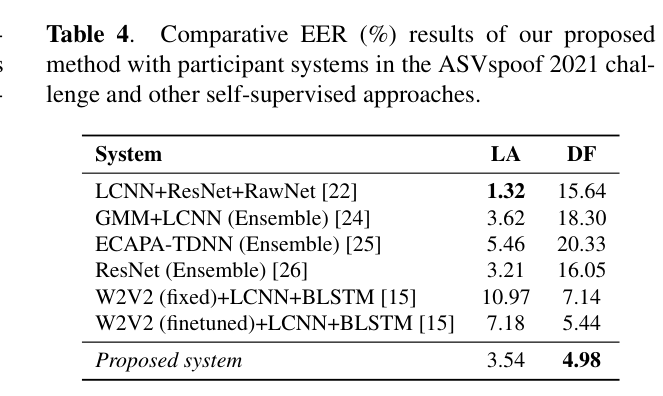 Table 4. Comparative EER (%) results of our proposed
method with participant systems in the ASVspoof 2021 chal-
lenge and other self-supervised approaches.
System LA DF
LCNN+ResNet+RawNet [22] 1.32 15.64
GMM+LCNN (Ensemble) [24] 3.62 18.30
ECAPA-TDNN (Ensemble) [25] 5.46 20.33
ResNet (Ensemble) [26] 3.21 16.05
W2V2 (fixed)+LCNN+BLSTM [15] 10.97 7.14
W2V2 (finetuned)+LCNN+BLSTM [15] 7.18 5.44
Proposed system 3.54 4.98